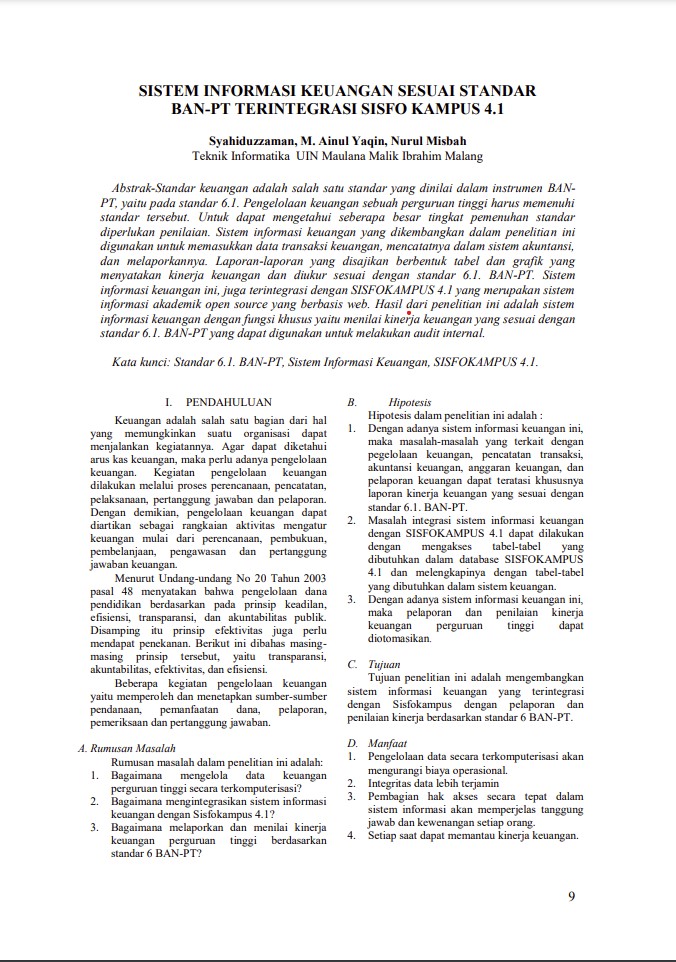 SISTEM INFORMASI KEUANGAN SESUAI STANDAR
BAN-PT TERINTEGRASI SISFO KAMPUS 4.1
Syahiduzzaman, M. Ainul Yaqin, Nurul Misbah
Teknik Informatika UIN Maulana Malik Ibrahim Malang
Abstrak-Standar keuangan adalah salah satu standar yang dinilai dalam instrumen BAN-
PT, yaitu pada standar 6.1. Pengelolaan keuangan sebuah perguruan tinggi harus memenuhi
standar tersebut. Untuk dapat mengetahui seberapa besar tingkat pemenuhan standar
diperlukan penilaian. Sistem informasi keuangan yang dikembangkan dalam penelitian ini
digunakan untuk memasukkan data transaksi keuangan, mencatatnya dalam sistem akuntansi,
dan melaporkannya. Laporan-laporan yang disajikan berbentuk tabel dan grafik yang
menyatakan kinerja keuangan dan diukur sesuai dengan standar 6.1. BAN-PT. Sistem
informasi keuangan ini, juga terintegrasi dengan SISFOKAMPUS 4.1 yang merupakan sistem
informasi akademik open source yang berbasis web. Hasil dari penelitian ini adalah sistem
informasi keuangan dengan fungsi khusus yaitu menilai kinerja keuangan yang sesuai dengan
standar 6.1. BAN-PT yang dapat digunakan untuk melakukan audit internal.
Kata kunci: Standar 6.1. BAN-PT, Sistem Informasi Keuangan, SISFOKAMPUS 4.1.
I. PENDAHULUAN
Keuangan adalah salah satu bagian dari hal
yang memungkinkan suatu organisasi dapat
menjalankan kegiatannya. Agar dapat diketahui
arus kas keuangan, maka perlu adanya pengelolaan
keuangan. Kegiatan pengelolaan keuangan
dilakukan melalui proses perencanaan, pencatatan,
pelaksanaan, pertanggung jawaban dan pelaporan.
Dengan demikian, pengelolaan keuangan dapat
diartikan sebagai rangkaian aktivitas mengatur
keuangan mulai dari perencanaan, pembukuan,
pembelanjaan, pengawasan dan pertanggung
jawaban keuangan.
Menurut Undang-undang No 20 Tahun 2003
pasal 48 menyatakan bahwa pengelolaan dana
pendidikan berdasarkan pada prinsip keadilan,
efisiensi, transparansi, dan akuntabilitas publik.
Disamping itu prinsip efektivitas juga perlu
mendapat penekanan. Berikut ini dibahas masing-
masing prinsip tersebut, yaitu transparansi,
akuntabilitas, efektivitas, dan efisiensi.
Beberapa kegiatan pengelolaan keuangan
yaitu memperoleh dan menetapkan sumber-sumber
pendanaan, pemanfaatan dana, pelaporan,
pemeriksaan dan pertanggung jawaban.
A. Rumusan Masalah
Rumusan masalah dalam penelitian ini adalah:
1. Bagaimana mengelola data keuangan
perguruan tinggi secara terkomputerisasi?
2. Bagaimana mengintegrasikan sistem informasi
keuangan dengan Sisfokampus 4.1?
3. Bagaimana melaporkan dan menilai kinerja
keuangan perguruan tinggi berdasarkan
standar 6 BAN-PT?
B. Hipotesis
Hipotesis dalam penelitian ini adalah :
1. Dengan adanya sistem informasi keuangan ini,
maka masalah-masalah yang terkait dengan
pegelolaan keuangan, pencatatan transaksi,
akuntansi keuangan, anggaran keuangan, dan
pelaporan keuangan dapat teratasi khususnya
laporan kinerja keuangan yang sesuai dengan
standar 6.1. BAN-PT.
2. Masalah integrasi sistem informasi keuangan
dengan SISFOKAMPUS 4.1 dapat dilakukan
dengan mengakses tabel-tabel yang
dibutuhkan dalam database SISFOKAMPUS
4.1 dan melengkapinya dengan tabel-tabel
yang dibutuhkan dalam sistem keuangan.
3. Dengan adanya sistem informasi keuangan ini,
maka pelaporan dan penilaian kinerja
keuangan perguruan tinggi dapat
diotomasikan.
C. Tujuan
Tujuan penelitian ini adalah mengembangkan
sistem informasi keuangan yang terintegrasi
dengan Sisfokampus dengan pelaporan dan
penilaian kinerja berdasarkan standar 6 BAN-PT.
D. Manfaat
1. Pengelolaan data secara terkomputerisasi akan
mengurangi biaya operasional.
2. Integritas data lebih terjamin
3. Pembagian hak akses secara tepat dalam
sistem informasi akan memperjelas tanggung
jawab dan kewenangan setiap orang.
4. Setiap saat dapat memantau kinerja keuangan.
9